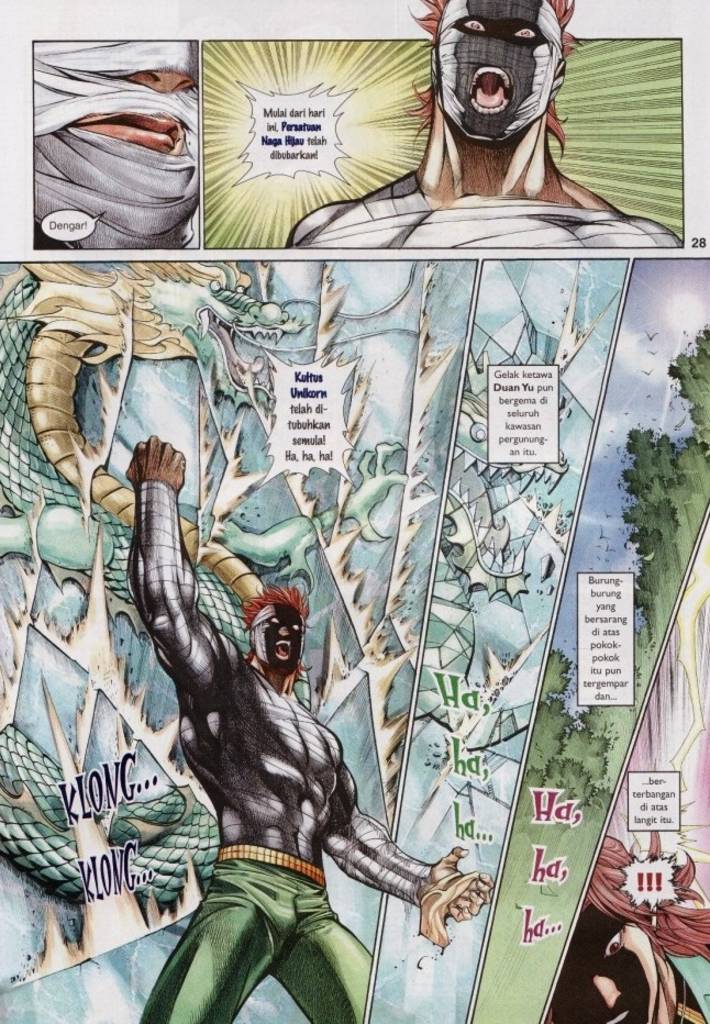 Dengar!
Mulai dari hari
ini, Persatuan
Naga Hijau telah
dibubarkan!
28
Kultus
Unikorn
telah di-
tubuhkan
semula!
Ha, ha, ha!
Gelak ketawa
Duan Yu pun
bergema di
seluruh
kawasan
pergunung-
an itu.
Burung-
burung
yang
bersarang
di atas
pokok-
pokok
itu pun
tergempar
dan...
KLONG...
KLONG...
Ha,
ha,
ha...
Ha,
ha,
ha...
...ber-
terbangan
di atas
langit itu.
!!!